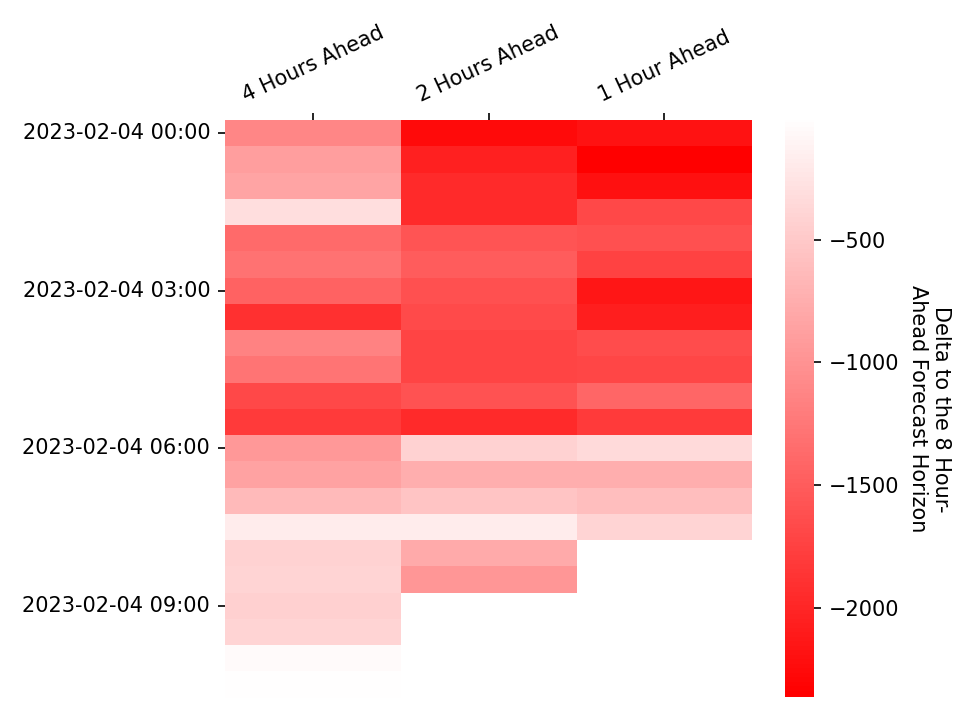 4 Hours Ahead
2 Hours Ahead
1 Hour Ahead
2023-02-04 00:00
2023-02-04 03:00
2023-02-04 06:00
2023-02-04 09:00
−500
−1000
−1500
−2000
Delta to the 8 Hour-
Ahead Forecast Horizon